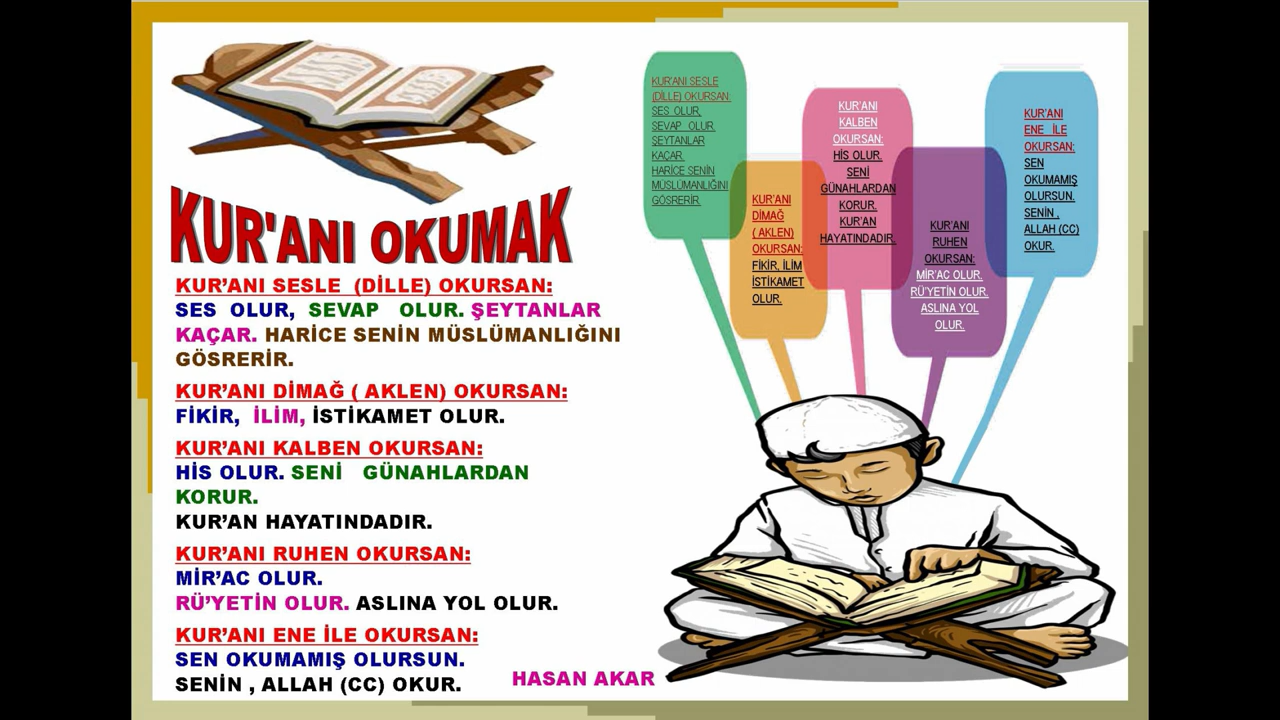 KUR'ANI OKUMAK
KUR'ANI SESLE (DİLLE) OKURSAN:
SES OLUR, SEVAP OLUR. ŞEYTANLAR
KAÇAR. HARİCE SENİN MÜSLÜMANLIĞINI
GÖSRERİR.
KUR'ANI DİMAĞ ( AKLEN) OKURSAN:
FİKİR, İLİM, İSTİKAMET OLUR.
KUR'ANI KALBEN OKURSAN:
HİS OLUR. SENİ GÜNAHLARDAN
KORUR.
KUR'AN HAYATINDADIR.
KUR'ANI RUHEN OKURSAN:
MİR'AC OLUR.
RÜ'YETİN OLUR. ASLINA YOL OLUR.
KUR'ANI ENE İLE OKURSAN:
SEN OKUMAMIŞ OLURSUN.
SENİN , ALLAH (CC) OKUR.
HASAN AKAR
KUR'ANI SESLE
(DİLLE) OKURSAN:
SES OLUR,
SEVAP OLUR.
ŞEYTANLAR
KAÇAR.
HARİCE SENİN
MÜSLÜMANLIĞINI
GÖSRERİR.
KUR'ANI
DİMAĞ
( AKLEN)
OKURSAN:
FİKİR, İLİM
İSTİKAMET
OLUR.
KUR'ANI
KALBEN
OKURSAN:
HİS OLUR.
SENİ
GÜNAHLARDAN
KORUR.
KUR'AN
HAYATINDADIR.
KUR'ANI
RUHEN
OKURSAN:
MİR'AC OLUR.
RÜ'YETİN OLUR.
ASLINA YOL
OLUR.
KUR'ANI
ENE İLE
OKURSAN:
SEN
OKUMAMIŞ
OLURSUN.
SENİN ,
ALLAH (CC)
OKUR.